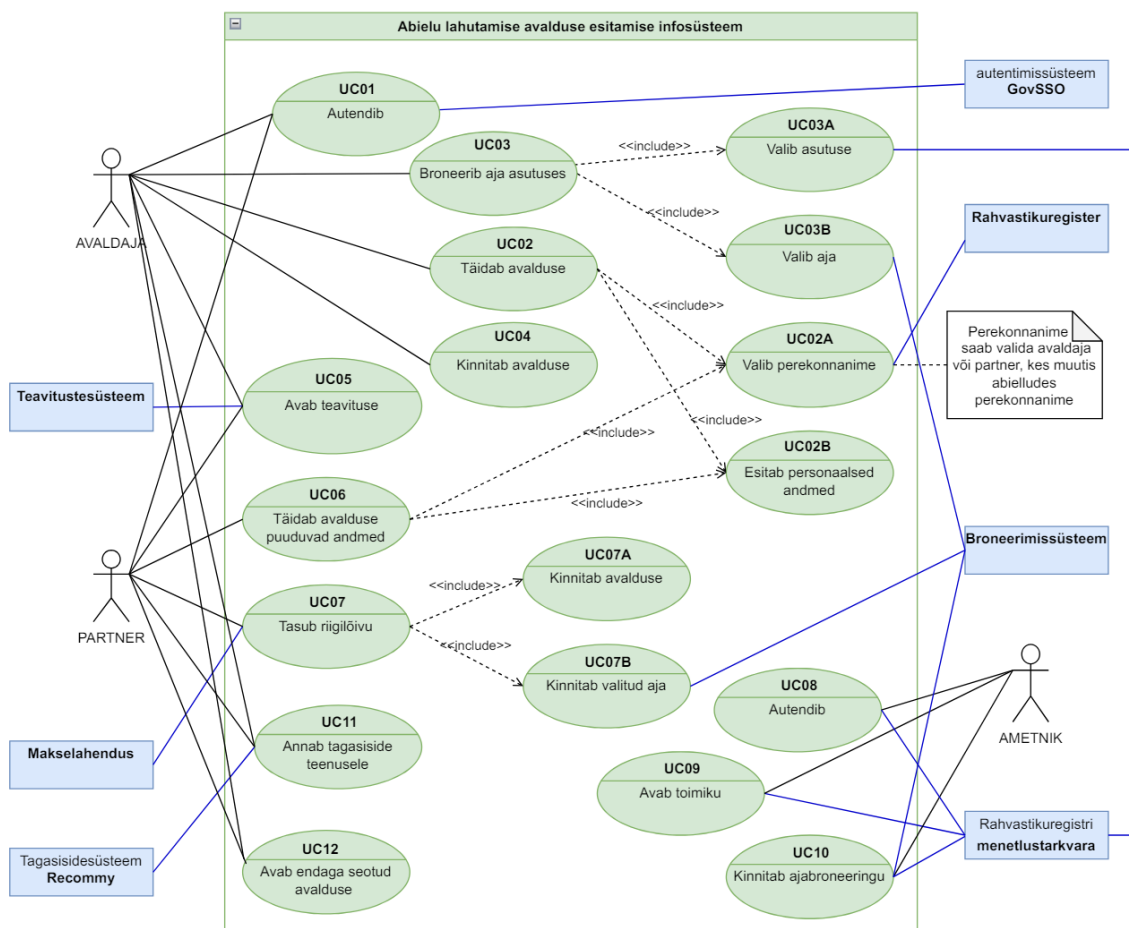 Abielu lahutamise avalduse esitamise infosüsteem
UC01
Autendib
autentimissüsteem
GovSSO
UC03
Broneerib aja asutuses
<<include>>
UC03A
Valib asutuse
AVALDAJA
<<include>>
UC03B
Valib aja
Rahvastikuregister
UC02
Täidab avalduse
<<include>>
UC04
Kinnitab avalduse
UC02A
Valib perekonnanime
Perekonnanime
saab valida avaldaja
või partner, kes muutis
abielludes
perekonnanime
Teavitustesüsteem
UC05
Avab teavituse
<<include>>
<<include>>
UC02B
Esitab personaalsed
andmed
UC06
Täidab avalduse
puuduvad andmed
<<include>>
Broneerimissüsteem
PARTNER
UC07
Tasub riigilõivu
<<include>>
UC07A
Kinnitab avalduse
<<include>>
UC07B
Kinnitab valitud aja
UC08
Autendib
AMETNIK
Makselahendus
UC11
Annab tagasiside
teenusele
UC09
Avab toimiku
Tagasisidesüsteem
Recommy
UC12
Avab endaga seotud
avalduse
UC10
Kinnitab ajabroneeringu
Rahvastikuregistri
menetlustarkvara